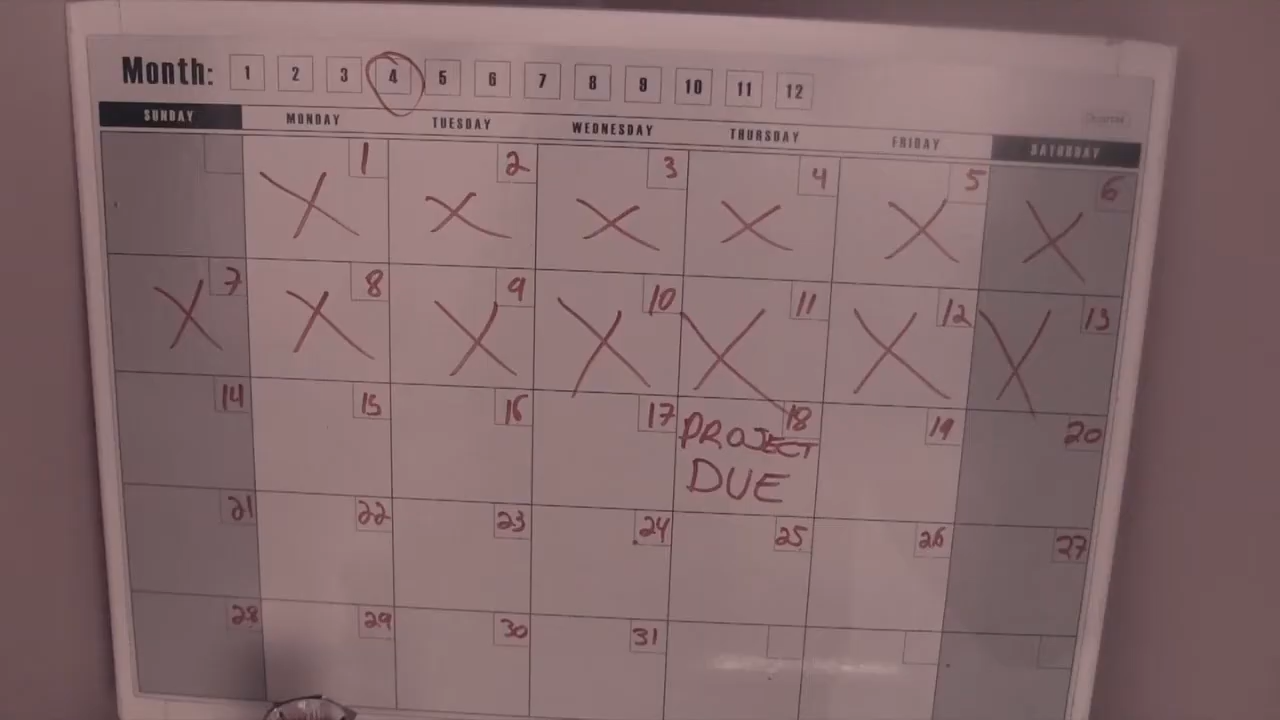 Month: 1 2 3 4 5 6 7 8 9 10 11 12
SUNDAY MONDAY TUESDAY WEDNESDAY THURSDAY FRIDAY SATURDAY
1 2 3 4 5 6
7 8 9 10 11 12 13
14 15 16 17 18 19 20
PROJECT
DUE
21 22 23 24 25 26 27
28 29 30 31